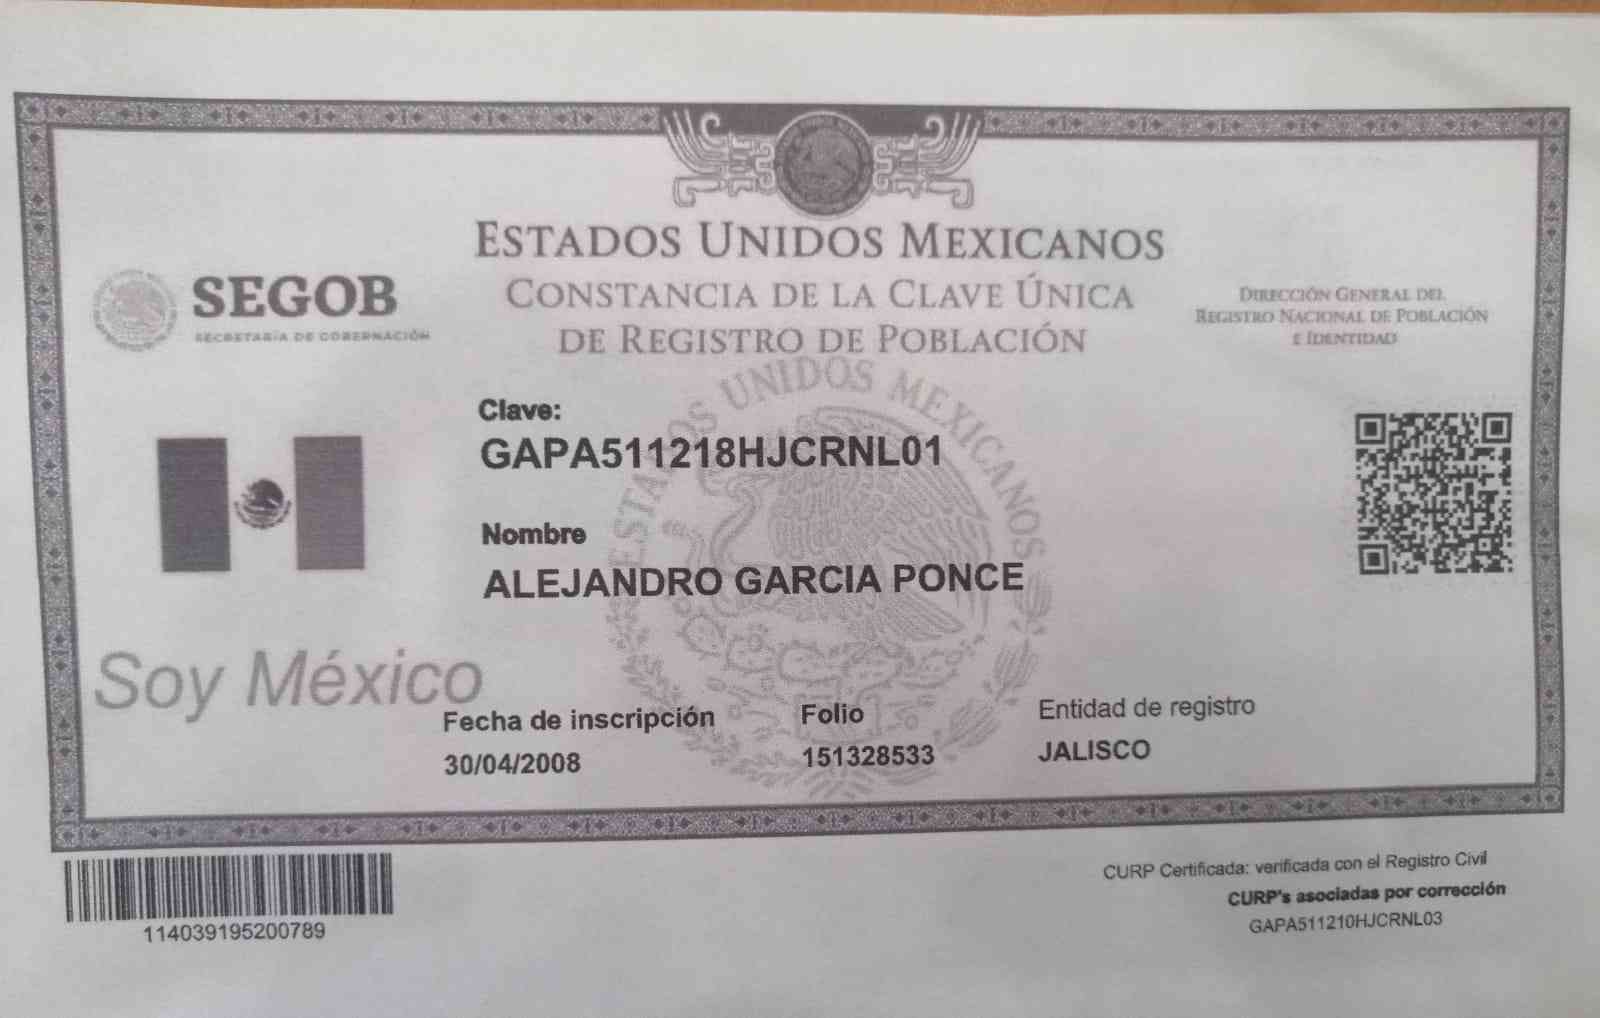 ESTADOS UNIDOS MEXICANOS
CONSTANCIA DE LA CLAVE ÚNICA
DE REGISTRO DE POBLACIÓN
SEGOB
SECRETARÍA DE GOBERNACIÓN
DIRECCIÓN GENERAL DEL
REGISTRO NACIONAL DE POBLACIÓN
E IDENTIDAD
ESTADOS UNIDOS MEXICANOS
Clave:
GAPA511218HJCRNL01
Nombre
ALEJANDRO GARCIA PONCE
Soy México
Fecha de inscripción
30/04/2008
Folio
151328533
Entidad de registro
JALISCO
114039195200789
CURP Certificada: verificada con el Registro Civil
CURP's asociadas por corrección
GAPA511210HJCRNL03